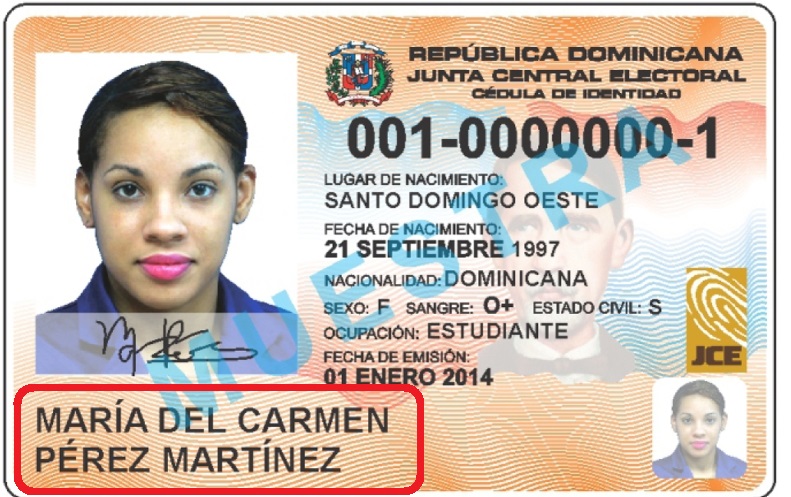 REPÚBLICA DOMINICANA
JUNTA CENTRAL ELECTORAL
CÉDULA DE IDENTIDAD
001-0000000-1
LUGAR DE NACIMIENTO:
SANTO DOMINGO OESTE
FECHA DE NACIMIENTO:
21 SEPTIEMBRE 1997
NACIONALIDAD: DOMINICANA
SEXO: F SANGRE: O+ ESTADO CIVIL: S
OCUPACIÓN: ESTUDIANTE
FECHA DE EMISIÓN:
01 ENERO 2014
JCE
MUESTRA
MARÍA DEL CARMEN
PÉREZ MARTÍNEZ